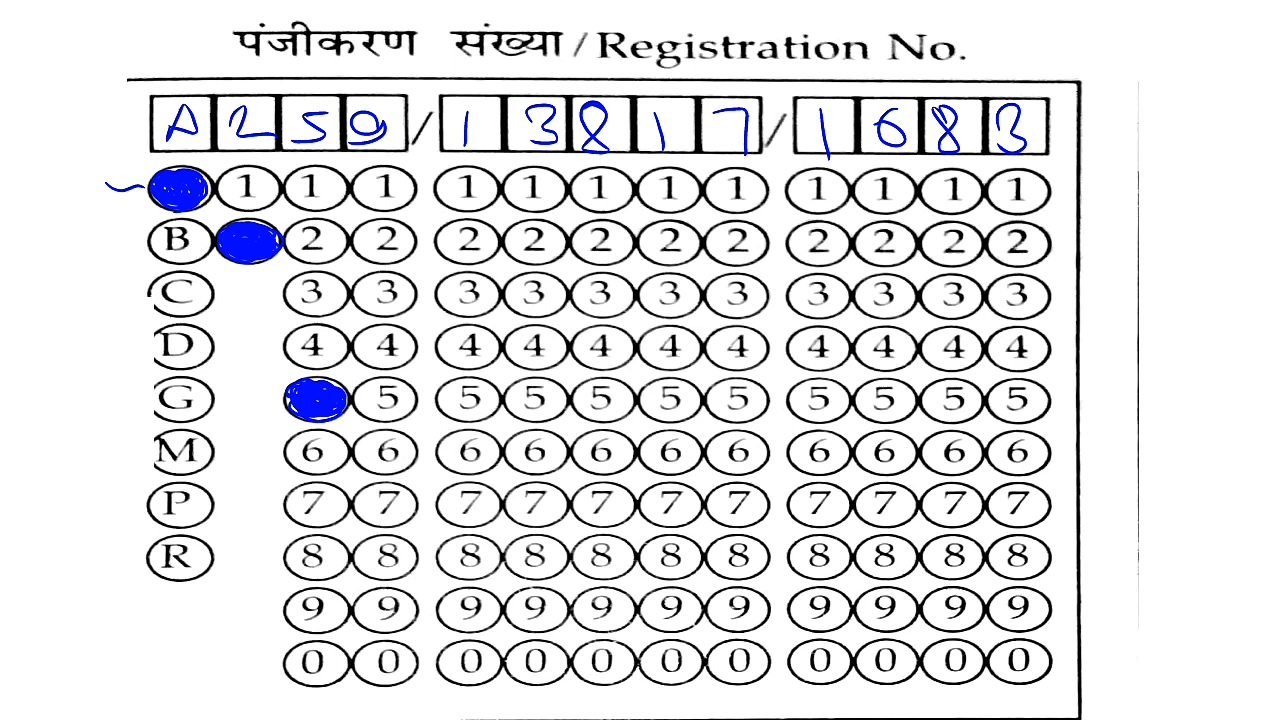 पंजीकरण संख्या / Registration No.
A 2 5 9 / 1 3 8 1 7 / 1 6 8 3
1 1 1 1 1 1 1 1 1 1 1 1
B 2 2 2 2 2 2 2 2 2 2 2
C 3 3 3 3 3 3 3 3 3 3 3
D 4 4 4 4 4 4 4 4 4 4 4
G 5 5 5 5 5 5 5 5 5 5
M 6 6 6 6 6 6 6 6 6 6 6
P 7 7 7 7 7 7 7 7 7 7 7
R 8 8 8 8 8 8 8 8 8 8 8
9 9 9 9 9 9 9 9 9 9 9
0 0 0 0 0 0 0 0 0 0 0